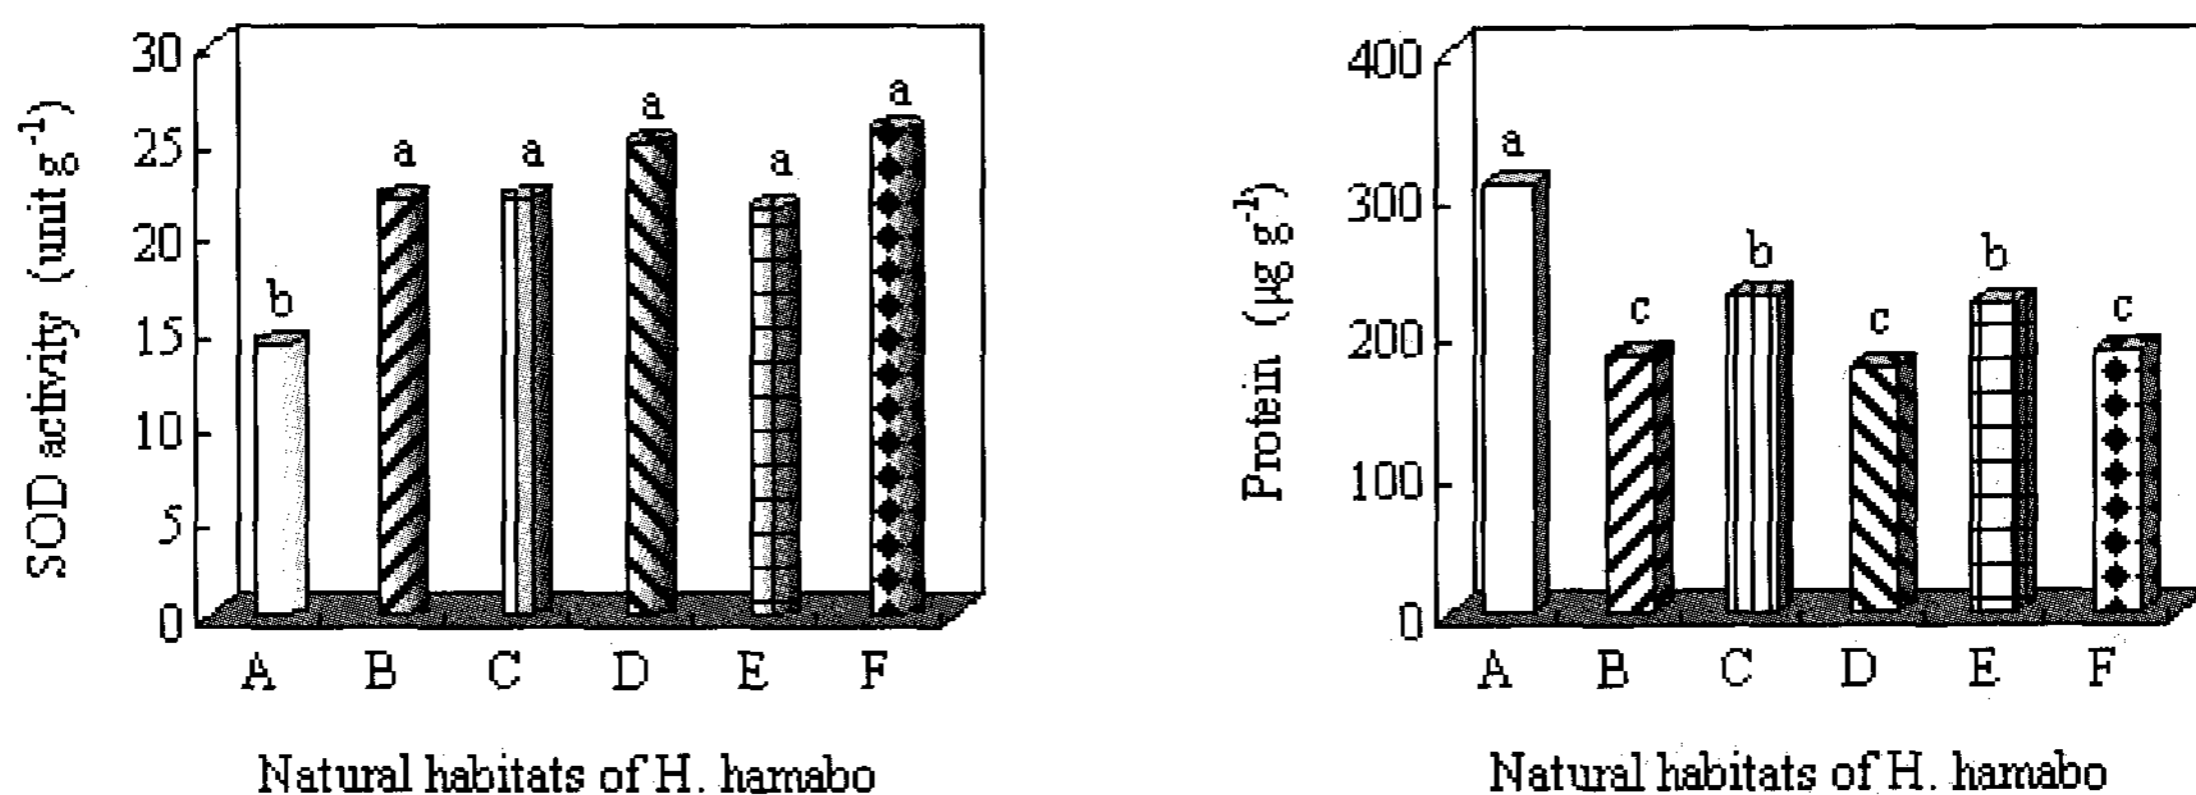 SOD activity (unit g-1)
30
25
20
15
10
5
0
b
a
a
a
a
a
A B C D E F
Natural habitats of H. hamabo
Protein (µg g-1)
400
300
200
100
0
a
c
b
c
b
c
A B C D E F
Natural habitats of H. hamabo